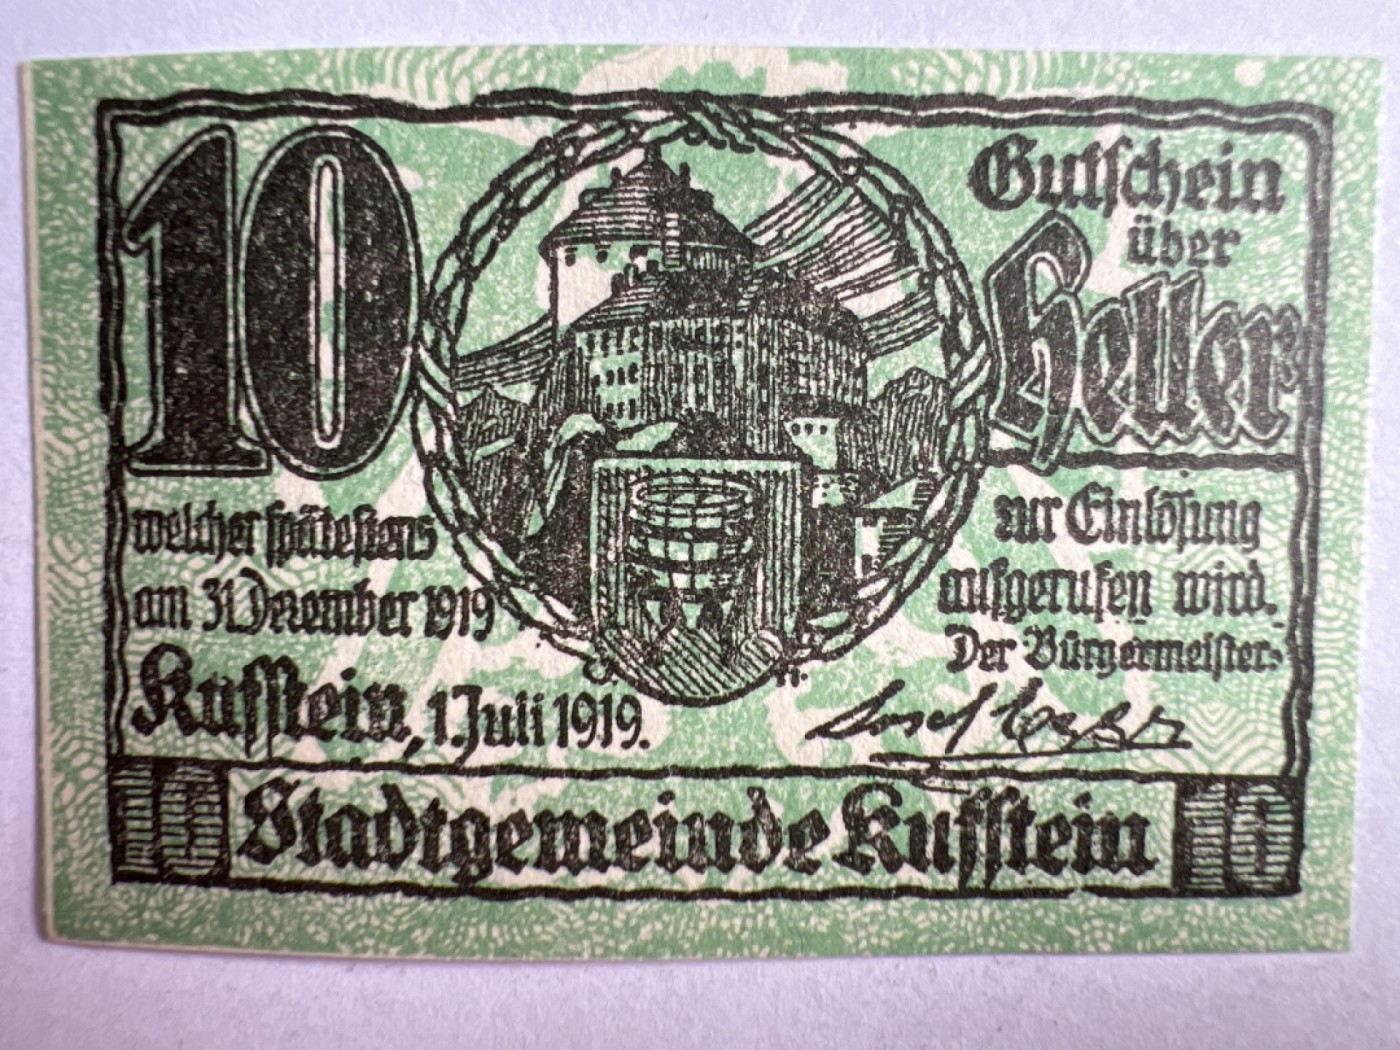 10
Gutschein
über
Heller
welcher spätestens
am 31 Dezember 1919
zur Einlösung
aufgerufen wird.
Kufstein, 1. Juli 1919.
Der Bürgermeister:
Josef
10 Stadtgemeinde Kufstein 10